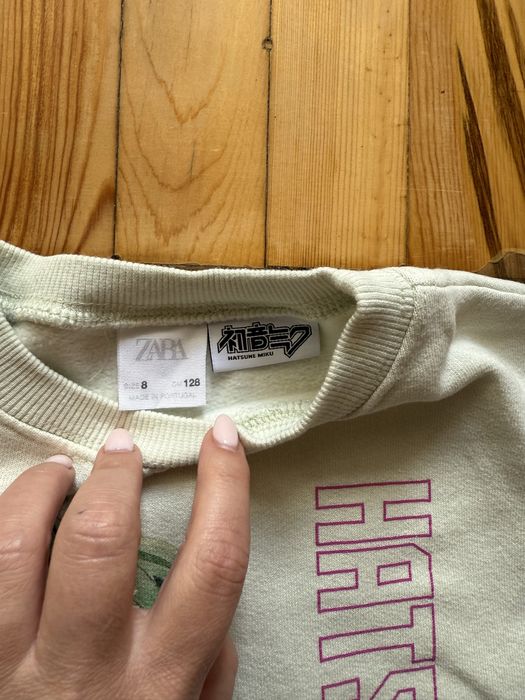 ZARA
SIZE 8 CM 128
MADE IN PORTUGAL
初音ミク
HATSUNE MIKU
HATS